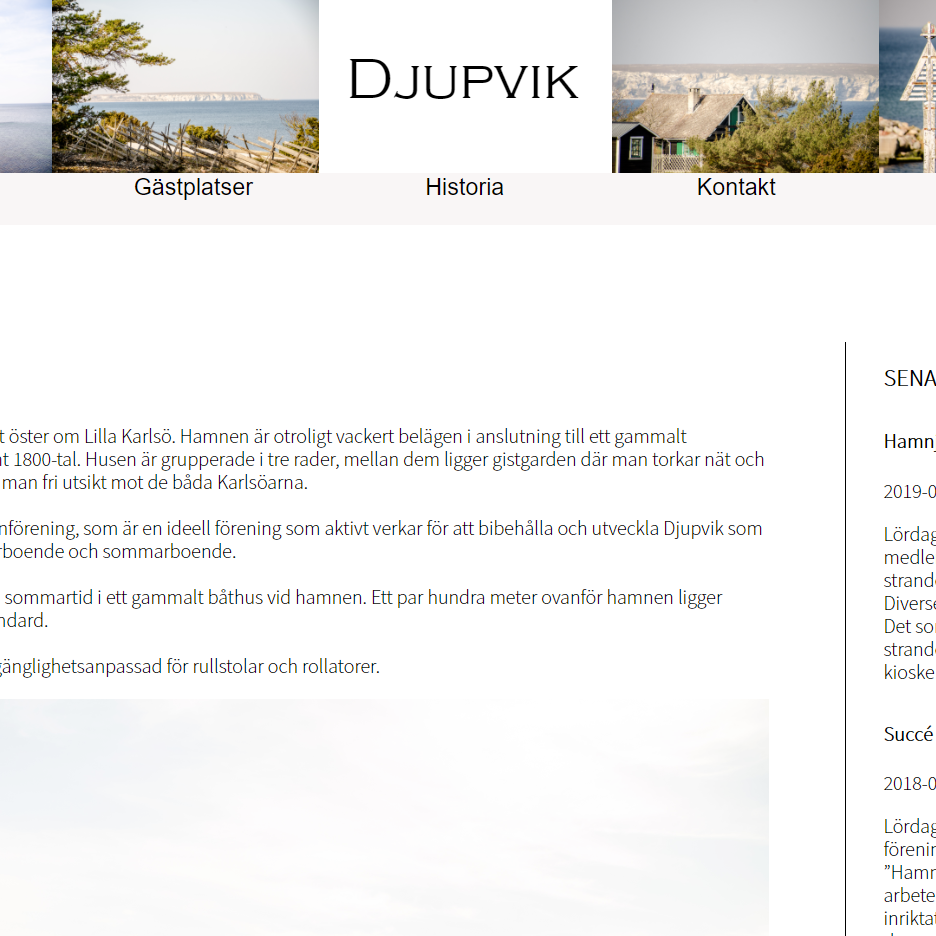 Djupvik
Gästplatser
Historia
Kontakt
öster om Lilla Karlsö. Hamnen är otroligt vackert belägen i anslutning till ett gammalt
1800-tal. Husen är grupperade i tre rader, mellan dem ligger gistgarden där man torkar nät och
man fri utsikt mot de båda Karlsöarna.
nförening, som är en ideell förening som aktivt verkar för att bibehålla och utveckla Djupvik som
rboende och sommarboende.
sommartid i ett gammalt båthus vid hamnen. Ett par hundra meter ovanför hamnen ligger
ndard.
gänglighetsanpassad för rullstolar och rollatorer.
SENA
Hamn
2019-0
Lördag
medle
strand
Diverse
Det so
strand
kioske
Succé
2018-0
Lördag
förenin
”Hamn
arbete
inriktat